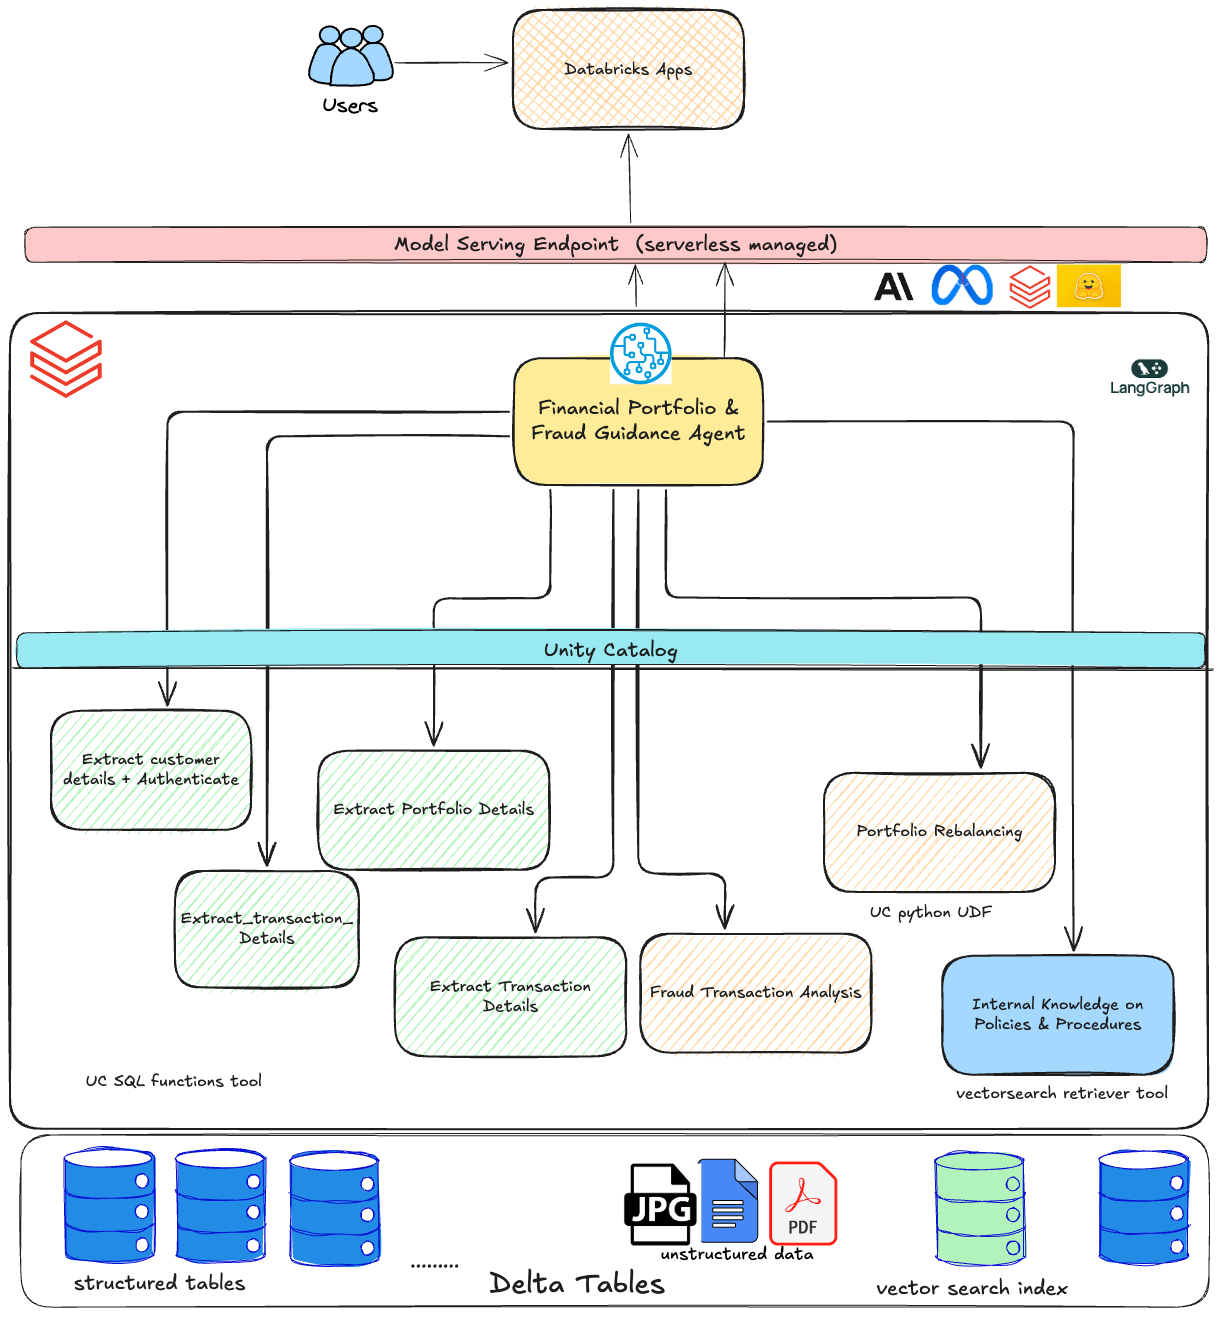 Users
Databricks Apps
Model Serving Endpoint (serverless managed)
AI
LangGraph
Financial Portfolio &
Fraud Guidance Agent
Unity Catalog
Extract customer
details + Authenticate
Extract Portfolio Details
Portfolio Rebalancing
UC python UDF
Extract_transaction_
Details
Extract Transaction
Details
Fraud Transaction Analysis
Internal Knowledge on
Policies & Procedures
UC SQL functions tool
vectorsearch retriever tool
JPG
PDF
unstructured data
structured tables
.........
Delta Tables
vector search index